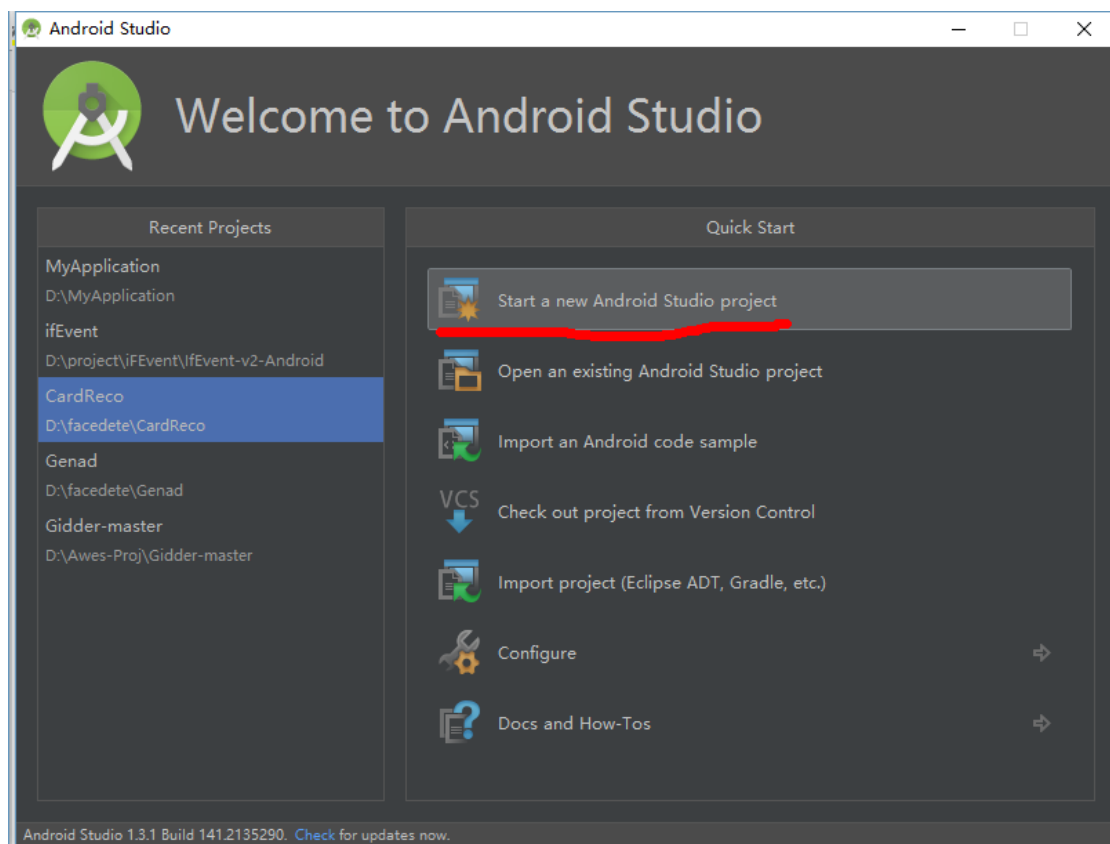 Android Studio
Welcome to Android Studio
Recent Projects
MyApplication
D:\MyApplication
ifEvent
D:\project\iFEvent\IfEvent-v2-Android
CardReco
D:\facedete\CardReco
Genad
D:\facedete\Genad
Gidder-master
D:\Awes-Proj\Gidder-master
Quick Start
Start a new Android Studio project
Open an existing Android Studio project
Import an Android code sample
VCS
Check out project from Version Control
Import project (Eclipse ADT, Gradle, etc.)
Configure
Docs and How-Tos
Android Studio 1.3.1 Build 141.2135290. Check for updates now.